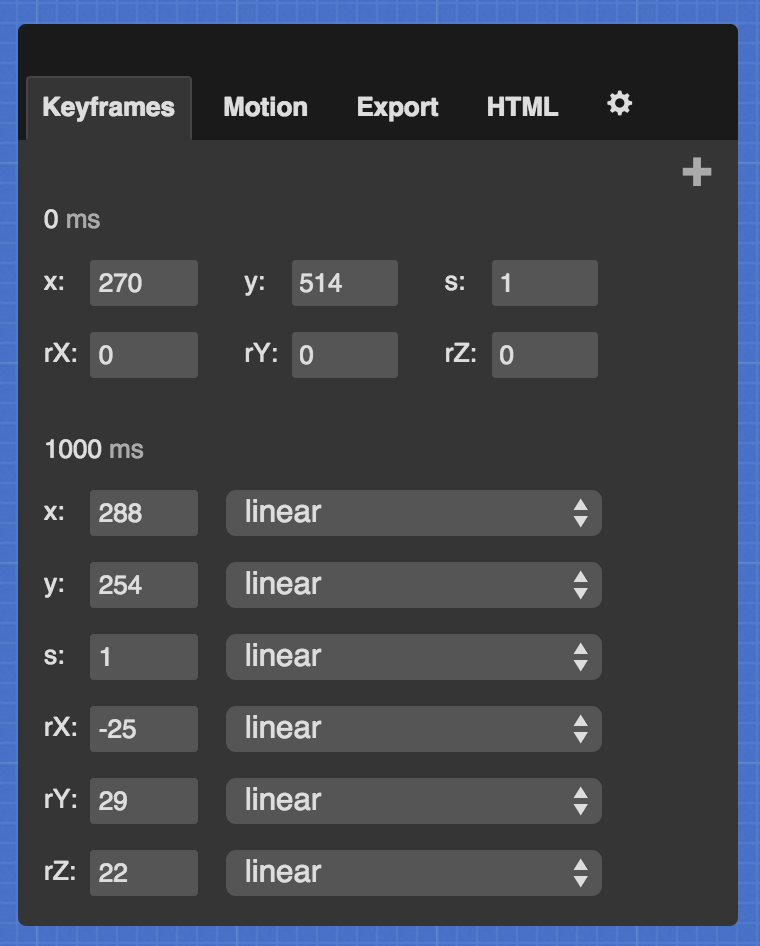 Keyframes Motion Export HTML
0 ms
x: 270 y: 514 s: 1
rX: 0 rY: 0 rZ: 0
1000 ms
x: 288 linear
y: 254 linear
s: 1 linear
rX: -25 linear
rY: 29 linear
rZ: 22 linear